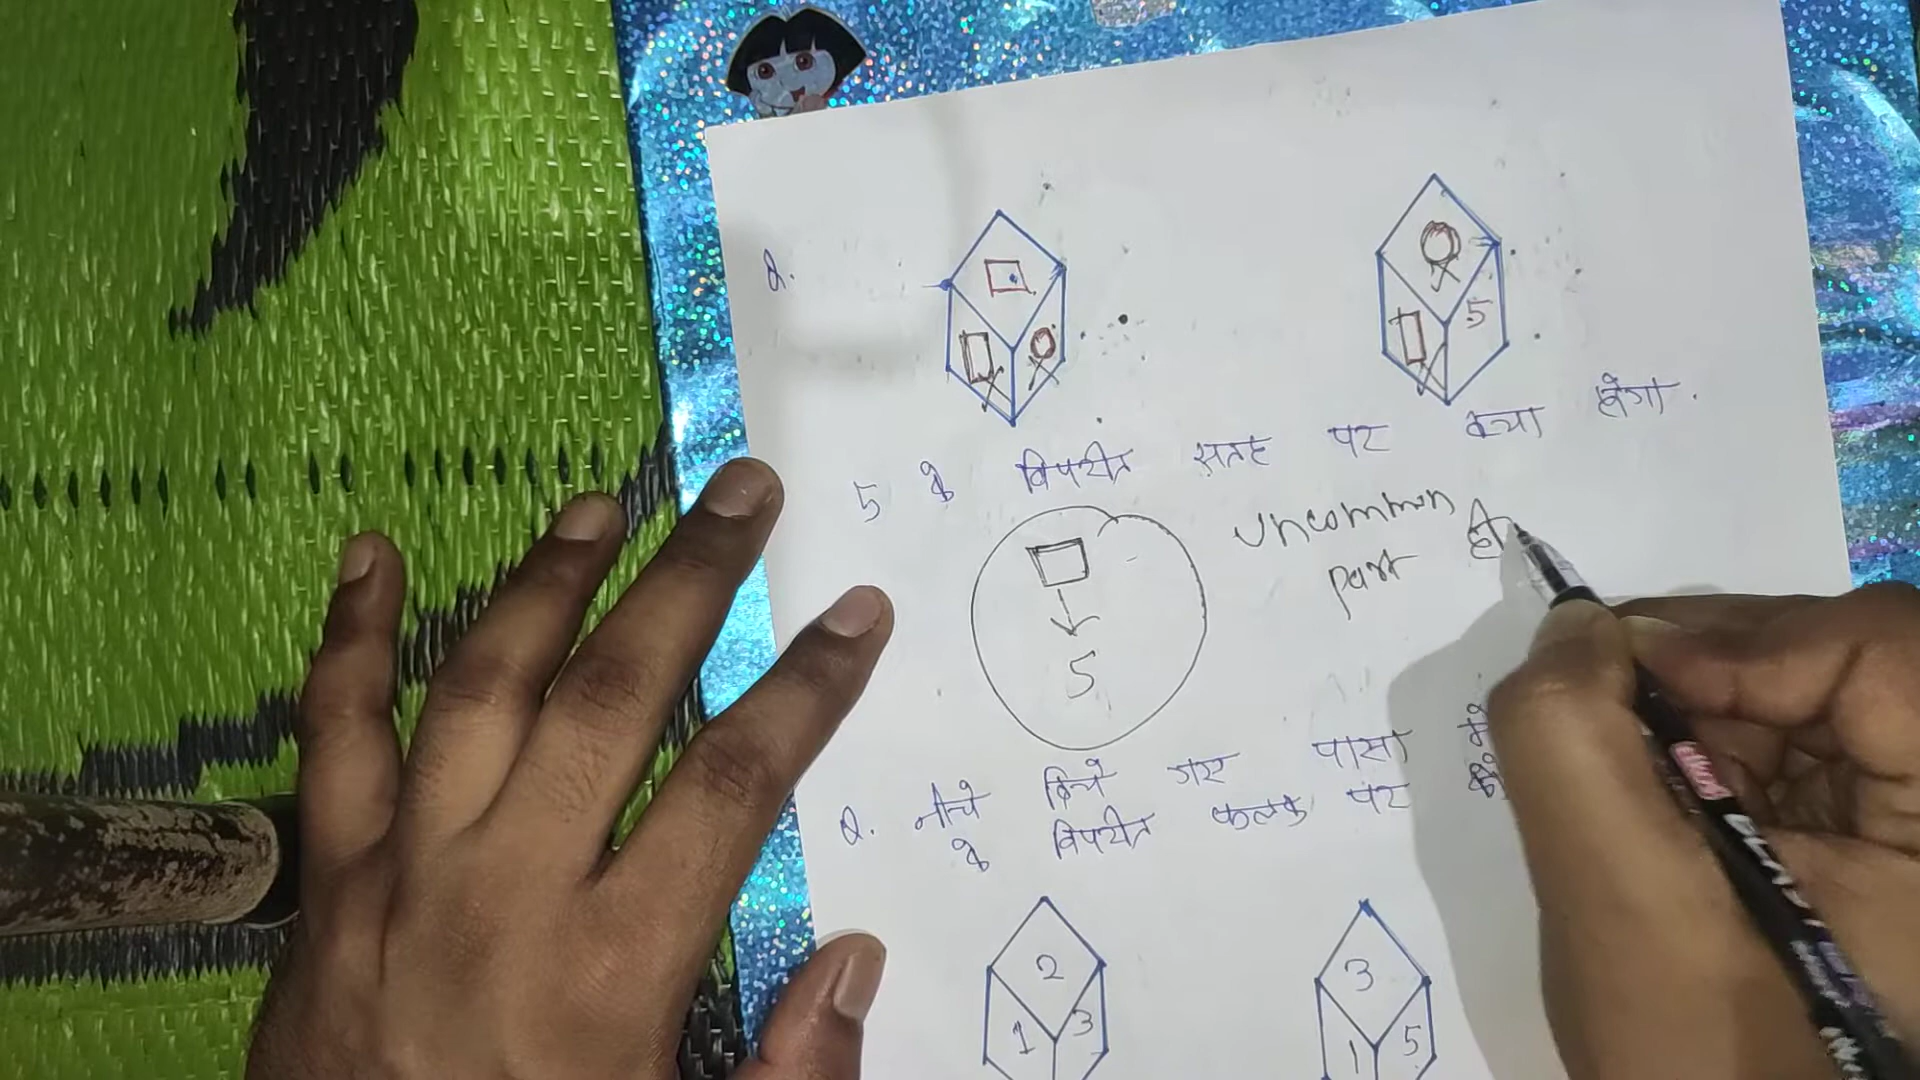 Q.
5
5 के विपरीत सतह पर क्या होगा.
uncommon
part ही
5
Q. नीचे दिये गए पासा में
के विपरीत फलक पर
2
1 3
3
1 5